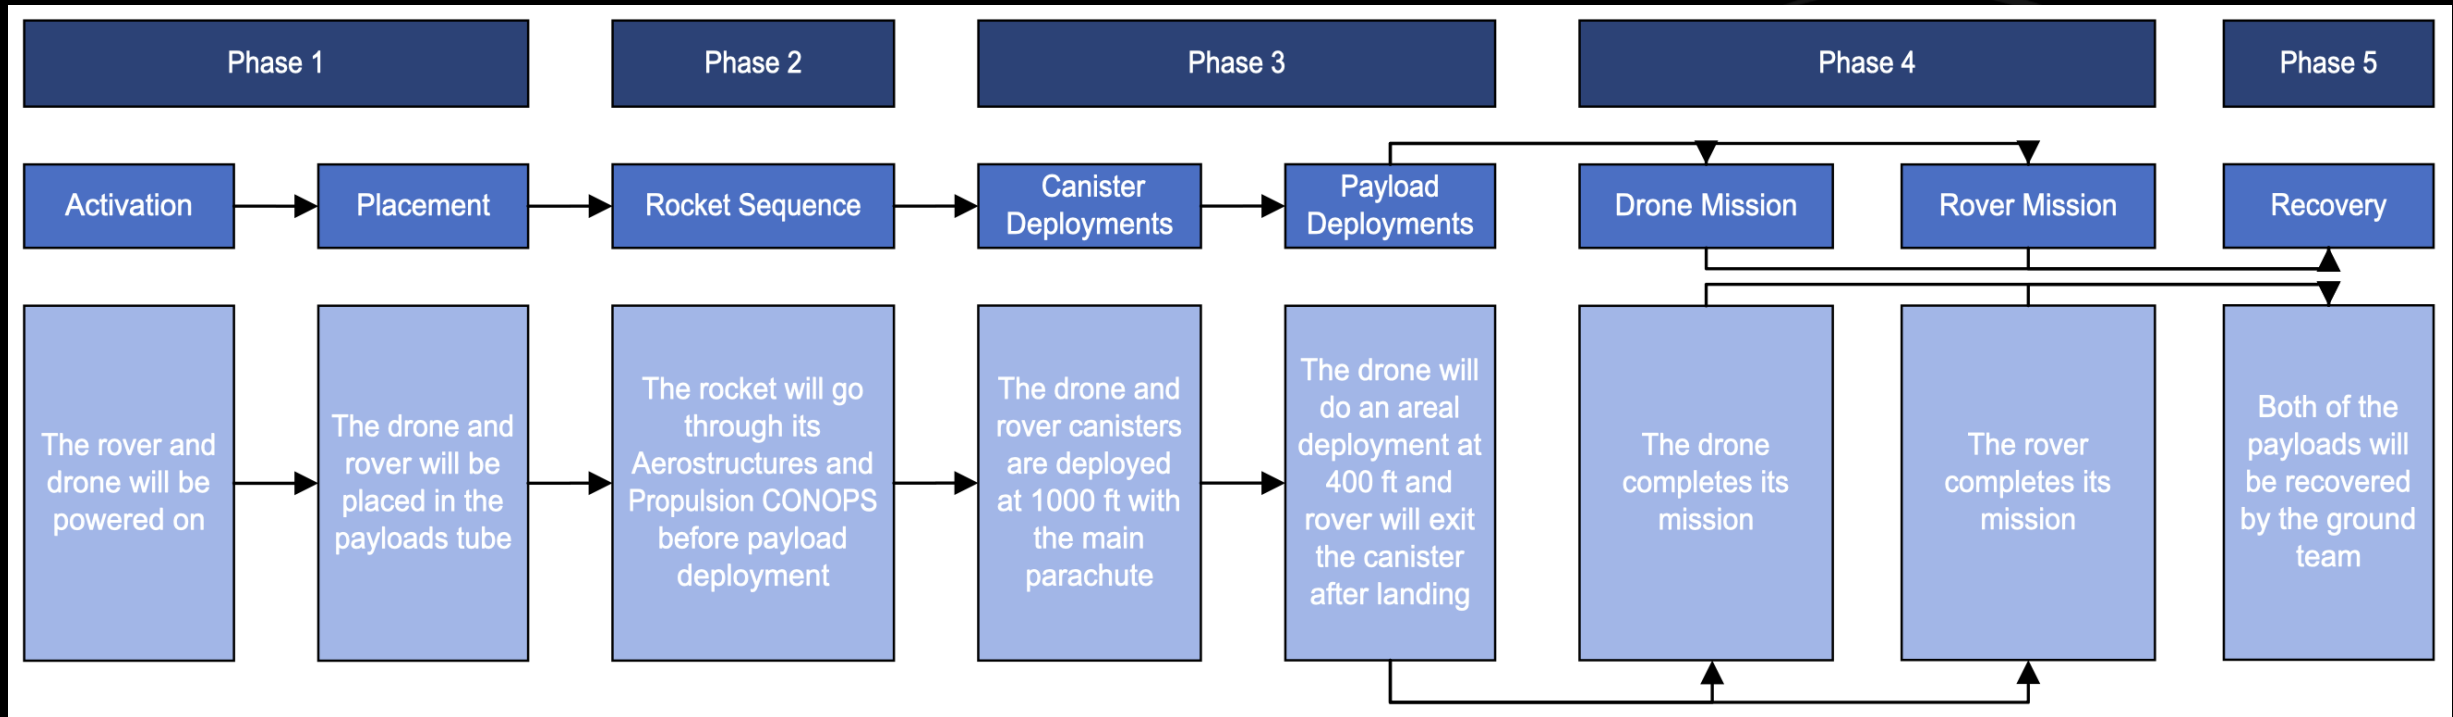 Phase 1
Phase 2
Phase 3
Phase 4
Phase 5
Activation
Placement
Rocket Sequence
Canister
Deployments
Payload
Deployments
Drone Mission
Rover Mission
Recovery
The rover and
drone will be
powered on
The drone and
rover will be
placed in the
payloads tube
The rocket will go
through its
Aerostructures and
Propulsion CONOPS
before payload
deployment
The drone and
rover canisters
are deployed
at 1000 ft with
the main
parachute
The drone will
do an areal
deployment at
400 ft and
rover will exit
the canister
after landing
The drone
completes its
mission
The rover
completes its
mission
Both of the
payloads will
be recovered
by the ground
team